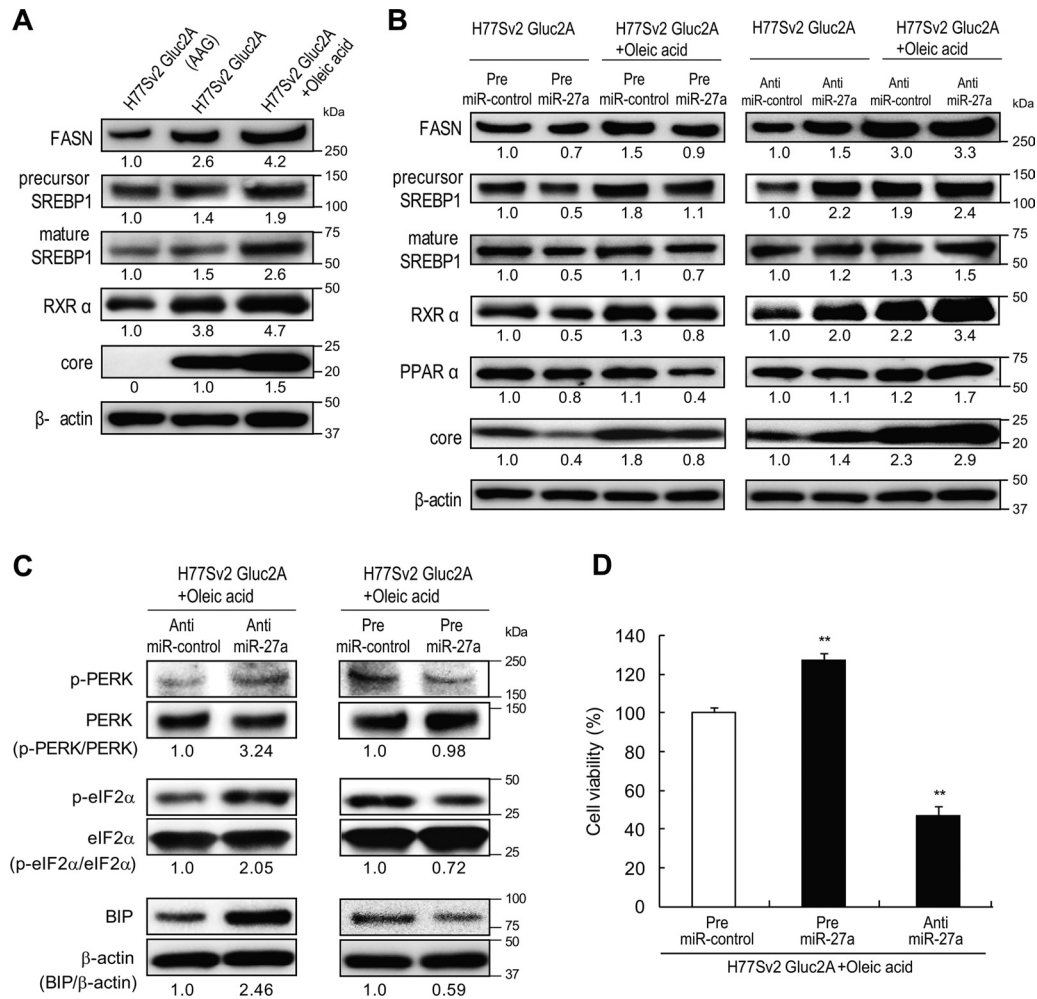 A
H77Sv2 Gluc2A
(AAG)
H77Sv2 Gluc2A
H77Sv2 Gluc2A
+Oleic acid
kDa
FASN
250
1.0 2.6 4.2
precursor
SREBP1
150
100
1.0 1.4 1.9
mature
SREBP1
75
50
1.0 1.5 2.6
RXR α
50
1.0 3.8 4.7
core
25
20
0 1.0 1.5
β- actin
50
37
B
H77Sv2 Gluc2A
H77Sv2 Gluc2A
+Oleic acid
H77Sv2 Gluc2A
H77Sv2 Gluc2A
+Oleic acid
Pre
miR-control
Pre
miR-27a
Pre
miR-control
Pre
miR-27a
Anti
miR-control
Anti
miR-27a
Anti
miR-control
Anti
miR-27a
kDa
FASN
250
1.0 0.7 1.5 0.9 1.0 1.5 3.0 3.3
precursor
SREBP1
150
100
1.0 0.5 1.8 1.1 1.0 2.2 1.9 2.4
mature
SREBP1
75
50
1.0 0.5 1.1 0.7 1.0 1.2 1.3 1.5
RXR α
50
1. 0 0.5 1.3 0.8 1.0 2.0 2.2 3.4
PPAR α
75
50
1.0 0.8 1.1 0.4 1.0 1.1 1.2 1.7
core
25
20
1.0 0.4 1.8 0.8 1.0 1.4 2.3 2.9
β-actin
50
37
C
H77Sv2 Gluc2A
+Oleic acid
H77Sv2 Gluc2A
+Oleic acid
Anti
miR-control
Anti
miR-27a
Pre
miR-control
Pre
miR-27a
kDa
p-PERK
250
150
PERK
150
(p-PERK/PERK) 1.0 3.24 1.0 0.98
p-eIF2α
50
25
eIF2α
25
(p-eIF2α/eIF2α) 1.0 2.05 1.0 0.72
BIP
100
75
β-actin
50
37
(BIP/β-actin) 1.0 2.46 1.0 0.59
D
Cell viability (%)
140
120
100
80
60
40
20
0
**
**
Pre
miR-control
Pre
miR-27a
Anti
miR-27a
H77Sv2 Gluc2A+Oleic acid